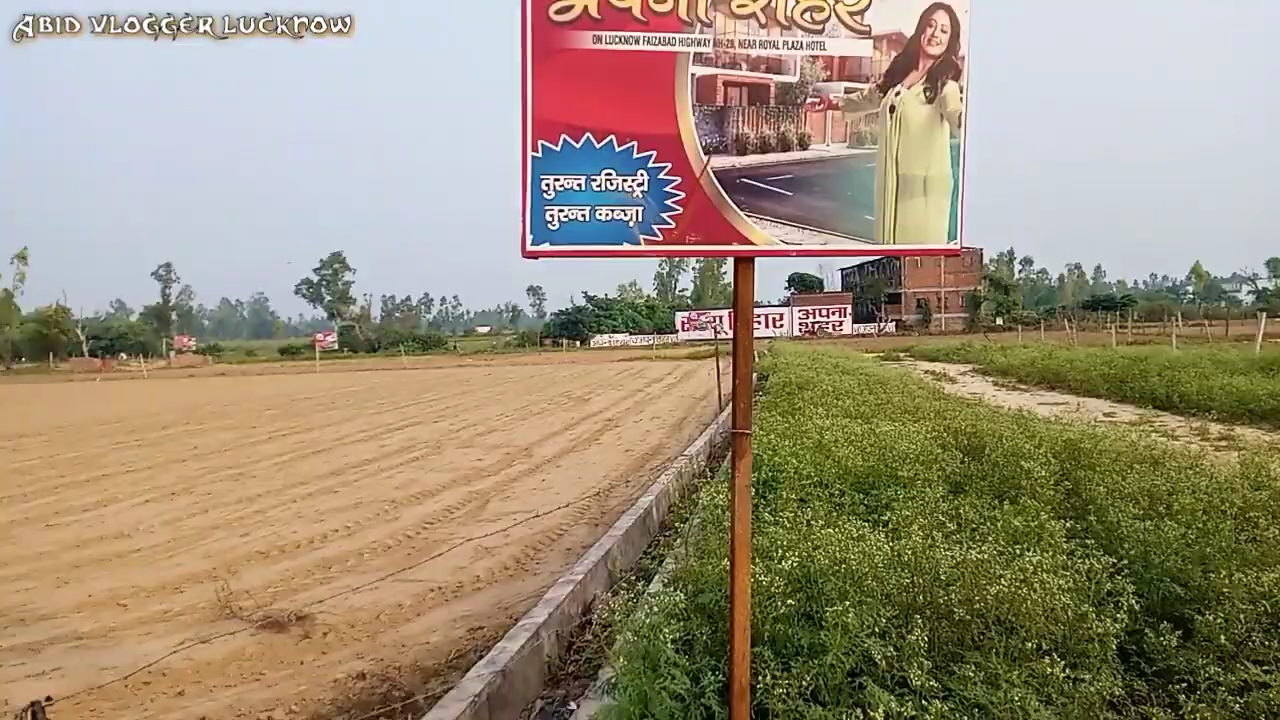 ABID VLOGGER LUCKNOW
अपना शहर
ON LUCKNOW FAIZABAD HIGHWAY NH-28, NEAR ROYAL PLAZA HOTEL
तुरन्त रजिस्ट्री
तुरन्त कब्ज़ा
विहार
अपना
शहर